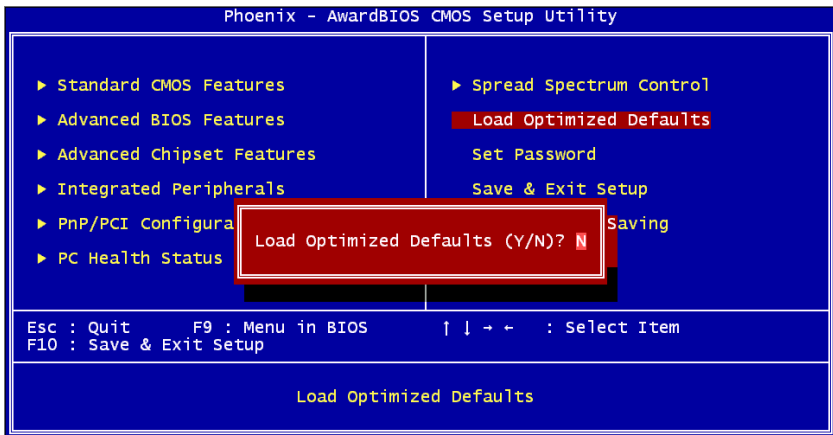 Phoenix - AwardBIOS CMOS Setup Utility
▶ Standard CMOS Features
▶ Advanced BIOS Features
▶ Advanced Chipset Features
▶ Integrated Peripherals
▶ PnP/PCI Configura
▶ PC Health Status
▶ Spread Spectrum Control
Load Optimized Defaults
Set Password
Save & Exit Setup
Saving
Load Optimized Defaults (Y/N)? N
Esc : Quit F9 : Menu in BIOS ↑ ↓ → ← : Select Item
F10 : Save & Exit Setup
Load Optimized Defaults